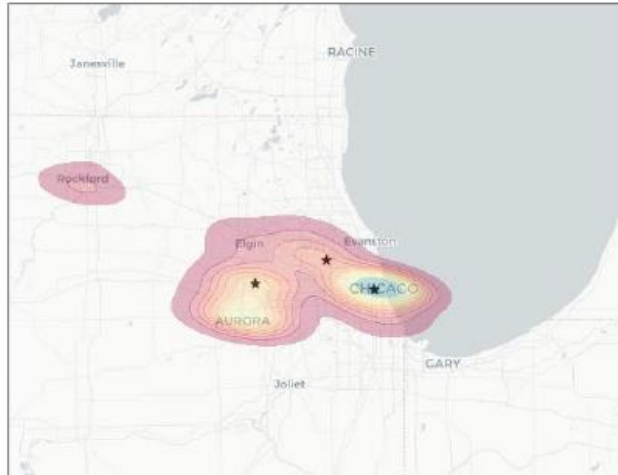 RACINE
Janesville
Rockford
Elgin
Evanston
CHICAGO
AURORA
GARY
Joliet